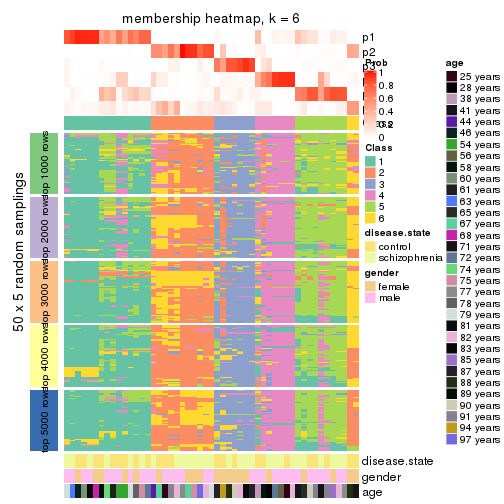 membership heatmap, k = 6
p1
p2
Prob
1
0.8
0.6
0.4
0.2
0
Class
1
2
3
4
5
6
disease.state
control
schizophrenia
gender
female
male
age
25 years
28 years
38 years
41 years
44 years
46 years
54 years
56 years
58 years
60 years
61 years
63 years
65 years
67 years
68 years
71 years
72 years
74 years
75 years
77 years
78 years
79 years
81 years
82 years
83 years
85 years
87 years
88 years
89 years
90 years
91 years
94 years
97 years
50 x 5 random samplings
top 1000 rows
top 2000 rows
top 3000 rows
top 4000 rows
top 5000 rows
disease.state
gender
age